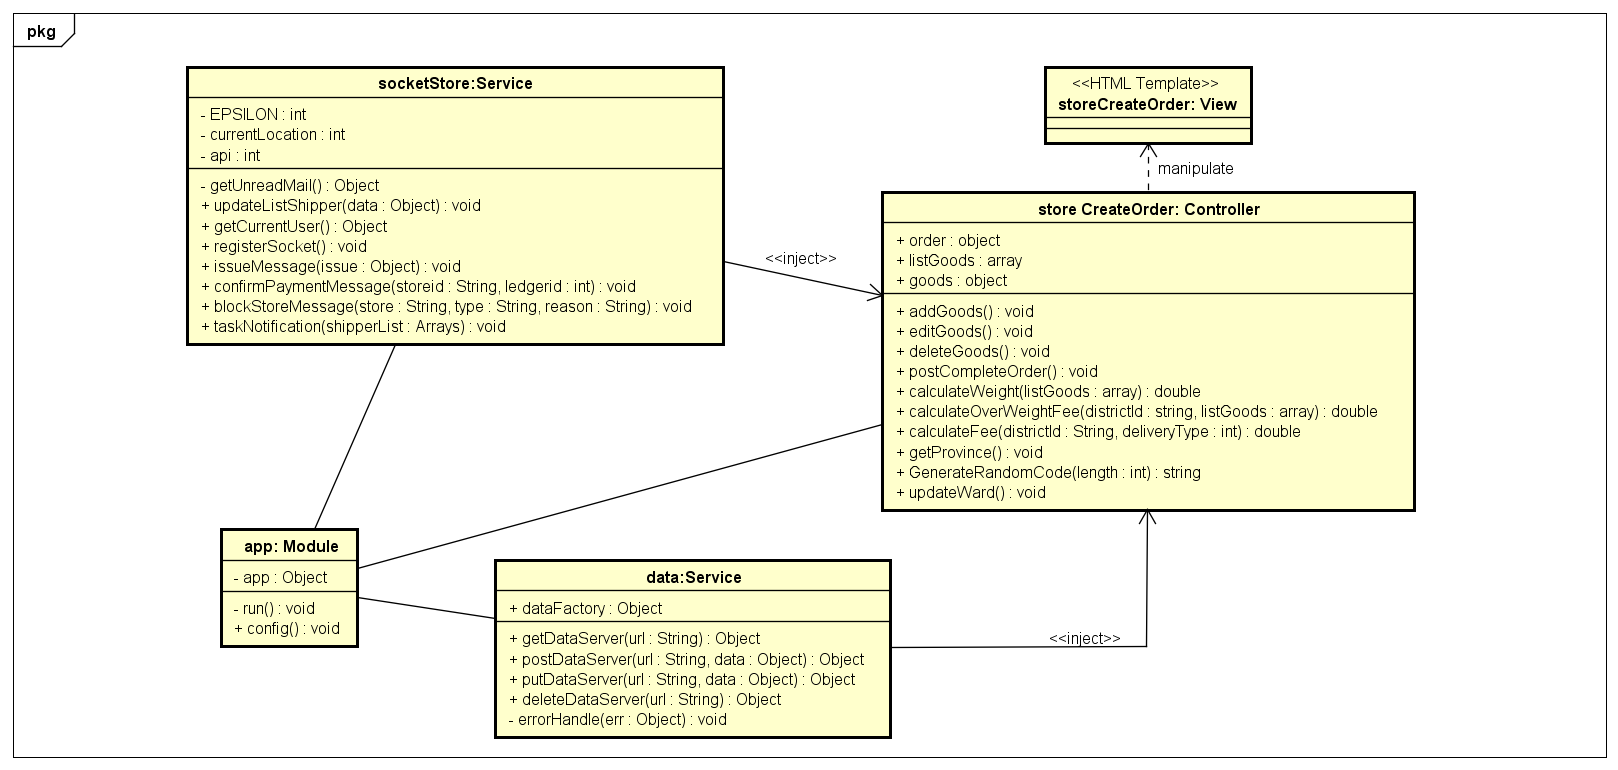 pkg
socketStore:Service
- EPSILON : int
- currentLocation : int
- api : int
- getUnreadMail() : Object
+ updateListShipper(data : Object) : void
+ getCurrentUser() : Object
+ registerSocket() : void
+ issueMessage(issue : Object) : void
+ confirmPaymentMessage(storeid : String, ledgerid : int) : void
+ blockStoreMessage(store : String, type : String, reason : String) : void
+ taskNotification(shipperList : Arrays) : void
<<HTML Template>>
storeCreateOrder: View
manipulate
<<inject>>
store CreateOrder: Controller
+ order : object
+ listGoods : array
+ goods : object
+ addGoods() : void
+ editGoods() : void
+ deleteGoods() : void
+ postCompleteOrder() : void
+ calculateWeight(listGoods : array) : double
+ calculateOverWeightFee(districtId : string, listGoods : array) : double
+ calculateFee(districtId : String, deliveryType : int) : double
+ getProvince() : void
+ GenerateRandomCode(length : int) : string
+ updateWard() : void
app: Module
- app : Object
- run() : void
+ config() : void
data:Service
+ dataFactory : Object
+ getDataServer(url : String) : Object
+ postDataServer(url : String, data : Object) : Object
+ putDataServer(url : String, data : Object) : Object
+ deleteDataServer(url : String) : Object
- errorHandle(err : Object) : void
<<inject>>